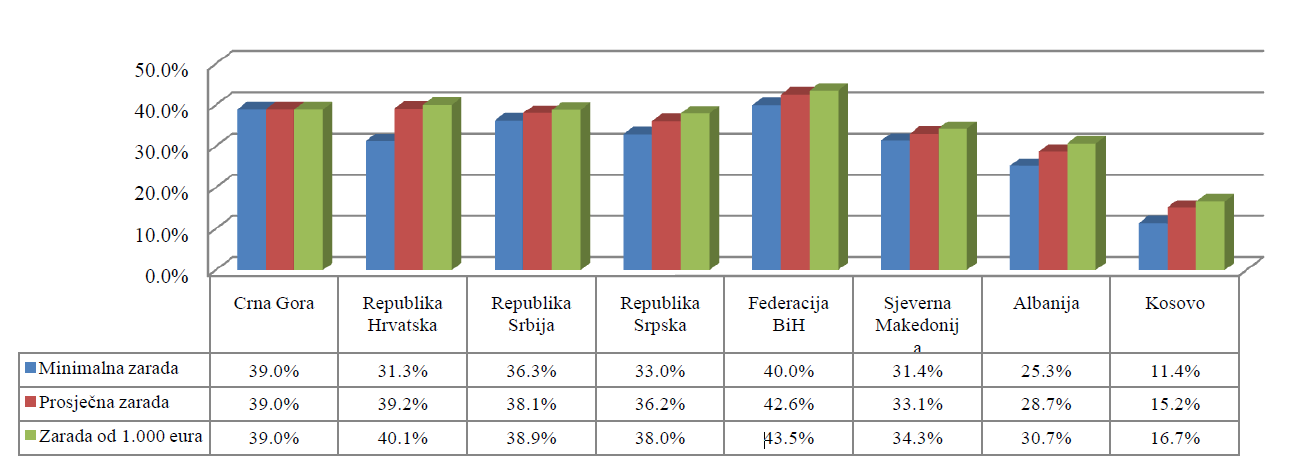 50.0%
40.0%
30.0%
20.0%
10.0%
0.0%
Crna Gora
Republika
Hrvatska
Republika
Srbija
Republika
Srpska
Federacija
BiH
Sjeverna
Makedonij
a
Albanija
Kosovo
Minimalna zarada 39.0% 31.3% 36.3% 33.0% 40.0% 31.4% 25.3% 11.4%
Prosječna zarada 39.0% 39.2% 38.1% 36.2% 42.6% 33.1% 28.7% 15.2%
Zarada od 1.000 eura 39.0% 40.1% 38.9% 38.0% 43.5% 34.3% 30.7% 16.7%